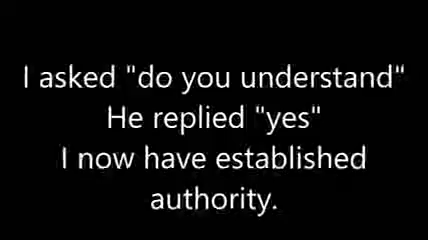 I asked "do you understand"
He replied "yes"
I now have established
authority.